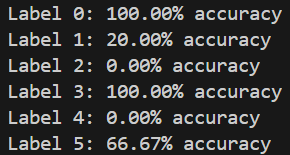 Label 0: 100.00% accuracy
Label 1: 20.00% accuracy
Label 2: 0.00% accuracy
Label 3: 100.00% accuracy
Label 4: 0.00% accuracy
Label 5: 66.67% accuracy